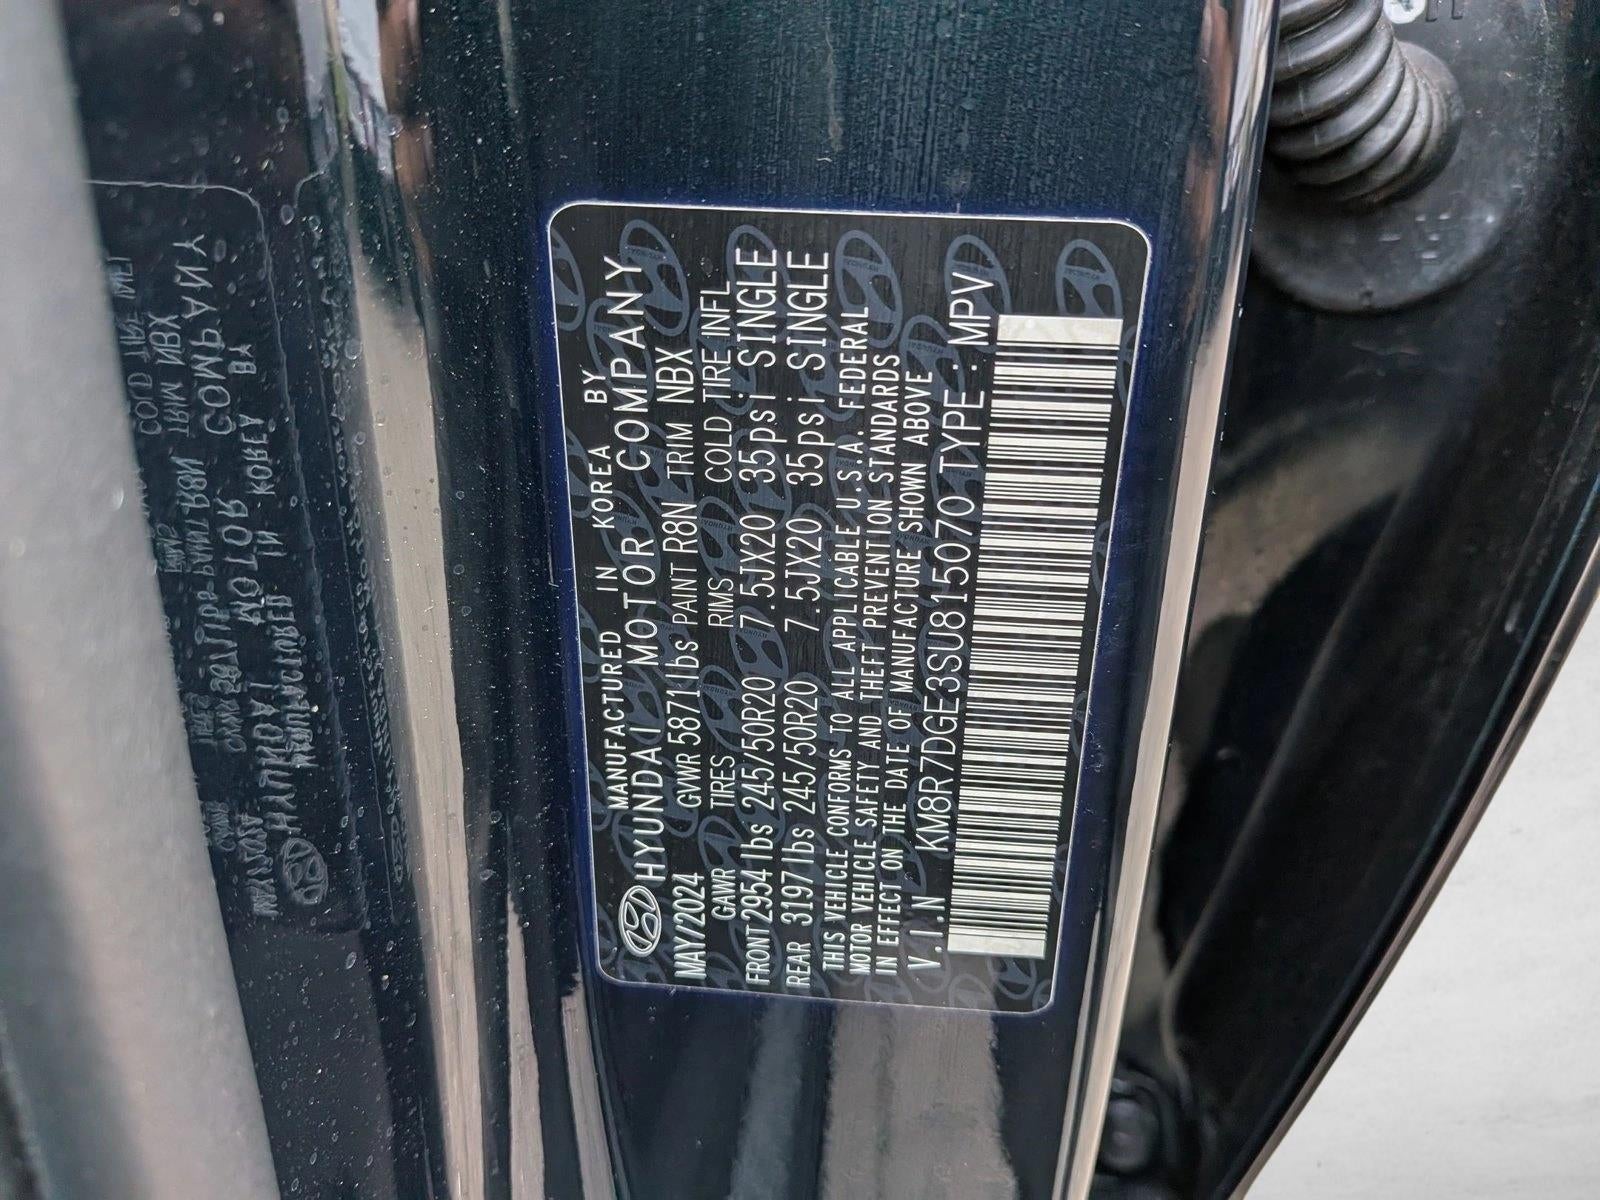 MANUFACTURED IN KOREA BY
HYUNDAI MOTOR COMPANY
MAY/2024 GVWR 5871lbs PAINT R8N TRIM NBX
GAWR TIRES RIMS COLD TIRE INFL
FRONT 2954lbs 245/50R20 7.5JX20 35psi SINGLE
REAR 3197lbs 245/50R20 7.5JX20 35psi SINGLE
THIS VEHICLE CONFORMS TO ALL APPLICABLE U.S.A. FEDERAL
MOTOR VEHICLE SAFETY AND THEFT PREVENTION STANDARDS
IN EFFECT ON THE DATE OF MANUFACTURE SHOWN ABOVE
V.I.N KM8R7DGE3SU815070 TYPE: MPV